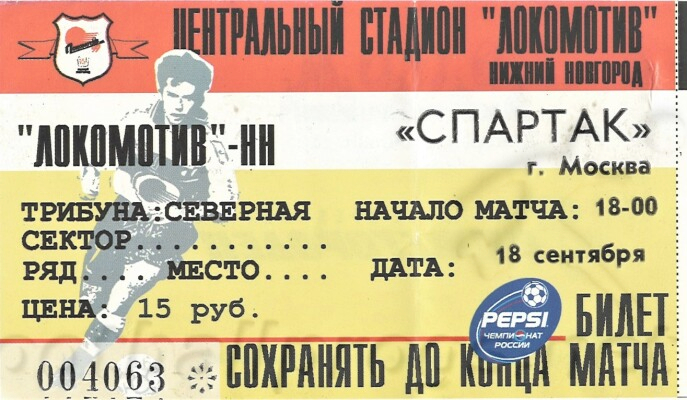 ЦЕНТРАЛЬНЫЙ СТАДИОН "ЛОКОМОТИВ"
НИЖНИЙ НОВГОРОД
"ЛОКОМОТИВ"-НН
«СПАРТАК»
г. Москва
ТРИБУНА:СЕВЕРНАЯ
НАЧАЛО МАТЧА: 18-00
СЕКТОР............
РЯД.... МЕСТО....
ДАТА: 18 сентября
ЦЕНА: 15 руб.
PEPSI
ЧЕМПИОНАТ
РОССИИ
БИЛЕТ
СОХРАНЯТЬ ДО КОНЦА МАТЧА
004063